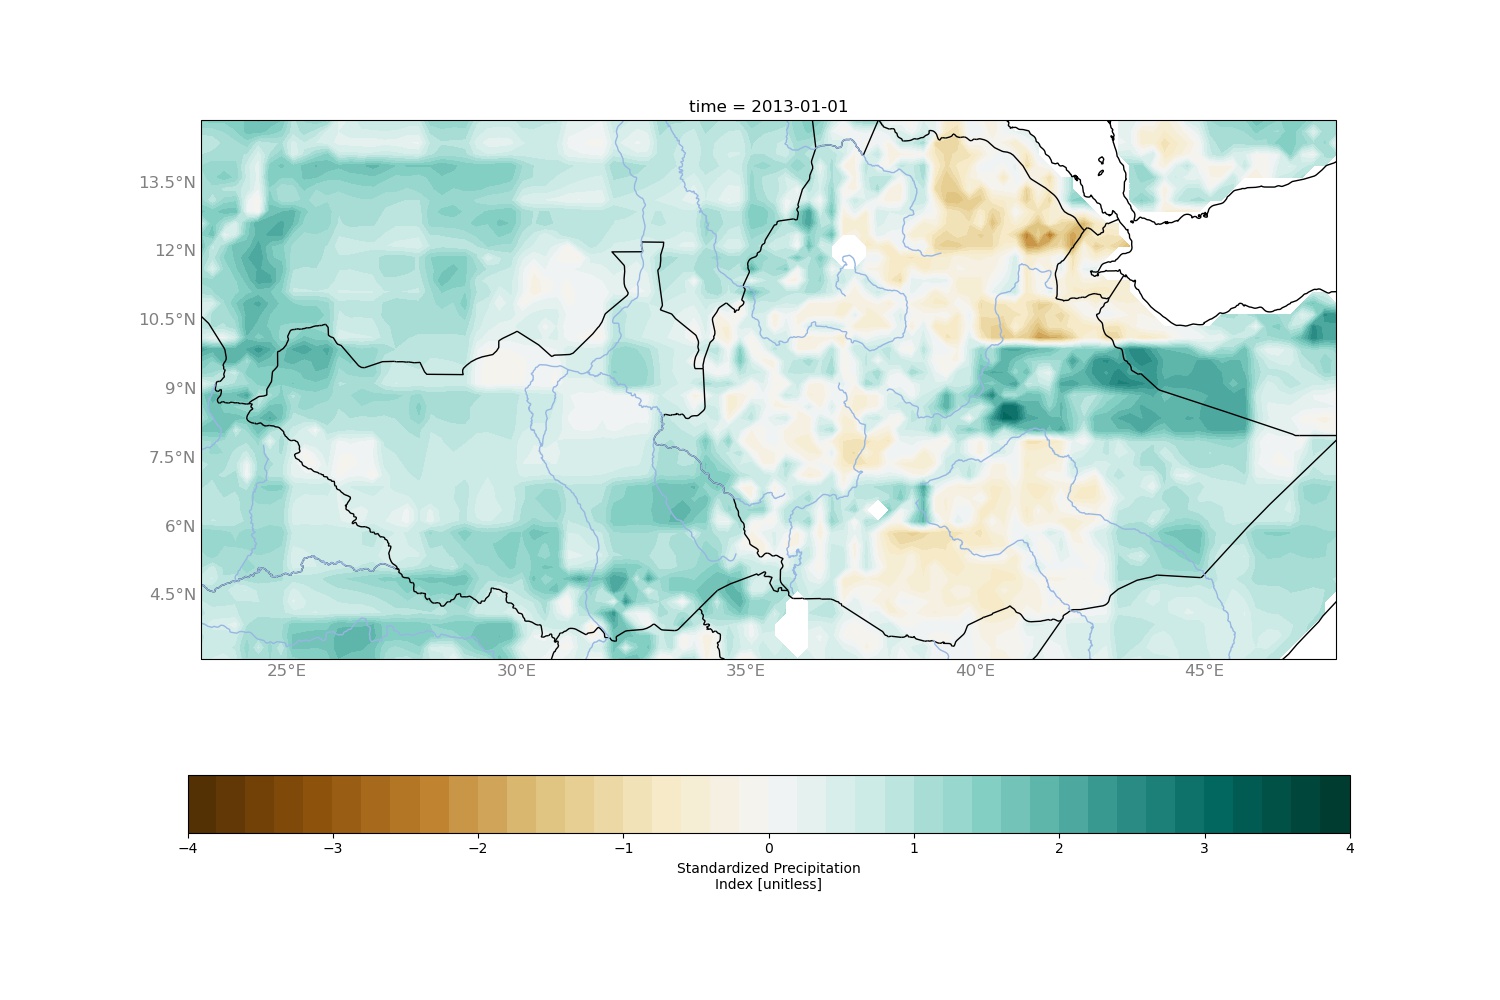 time = 2013-01-01
13.5°N
12°N
10.5°N
9°N
7.5°N
6°N
4.5°N
25°E 30°E 35°E 40°E 45°E
−4 −3 −2 −1 0 1 2 3 4
Standardized Precipitation
Index [unitless]